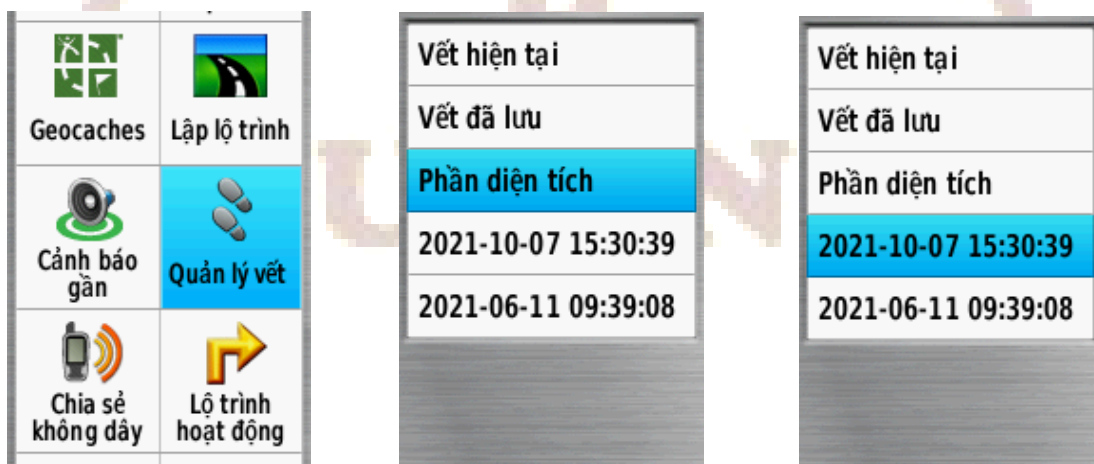 Geocaches
Lập lộ trình
Cảnh báo
gần
Quản lý vết
Chia sẻ
không dây
Lộ trình
hoạt động
Vết hiện tại
Vết đã lưu
Phần diện tích
2021-10-07 15:30:39
2021-06-11 09:39:08
Vết hiện tại
Vết đã lưu
Phần diện tích
2021-10-07 15:30:39
2021-06-11 09:39:08